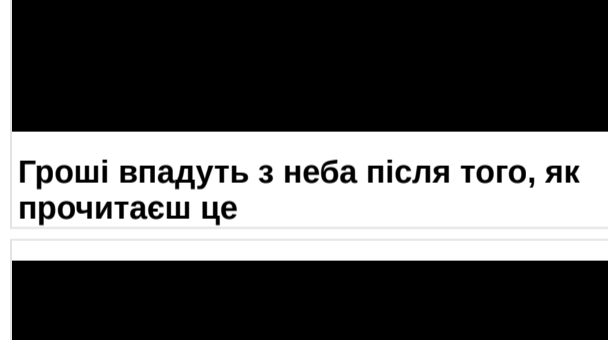 Гроші впадуть з неба після того, як
прочитаєш це